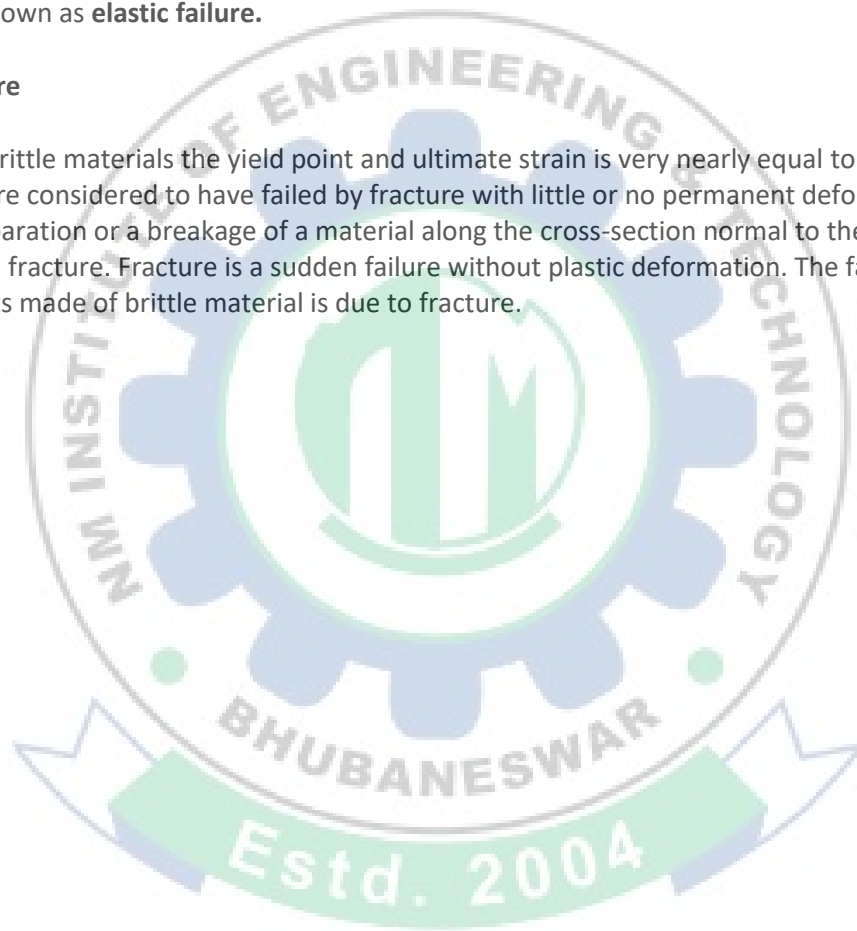 own as elastic failure.
re
rittle materials the yield point and ultimate strain is very nearly equal to
re considered to have failed by fracture with little or no permanent defo
paration or a breakage of a material along the cross-section normal to the
fracture. Fracture is a sudden failure without plastic deformation. The fa
s made of brittle material is due to fracture.
NM INSTITUTE OF ENGINEERING & TECHNOLOGY
BHUBANESWAR
Estd. 2004